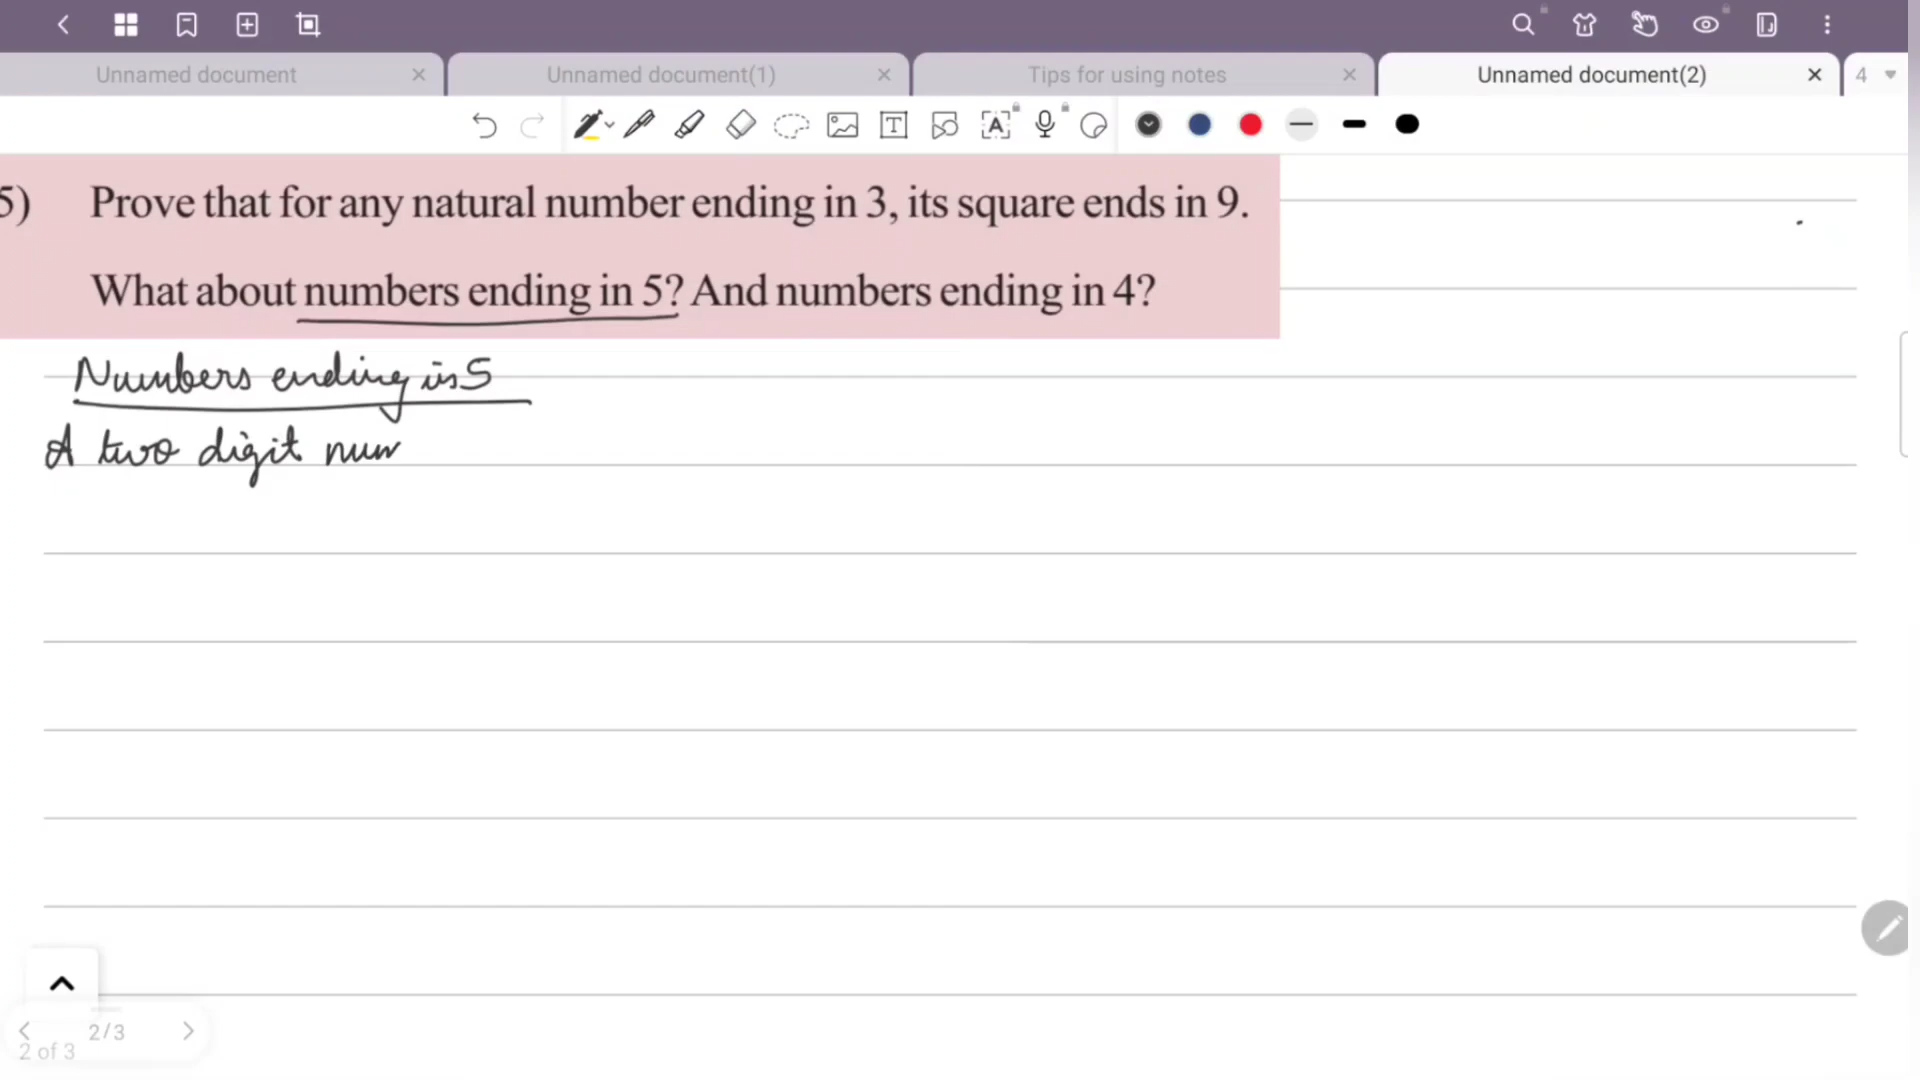 Unnamed document
Unnamed document(1)
Tips for using notes
Unnamed document(2)
4
5) Prove that for any natural number ending in 3, its square ends in 9.
What about numbers ending in 5? And numbers ending in 4?
Numbers ending in 5
A two digit num
2/3
2 of 3